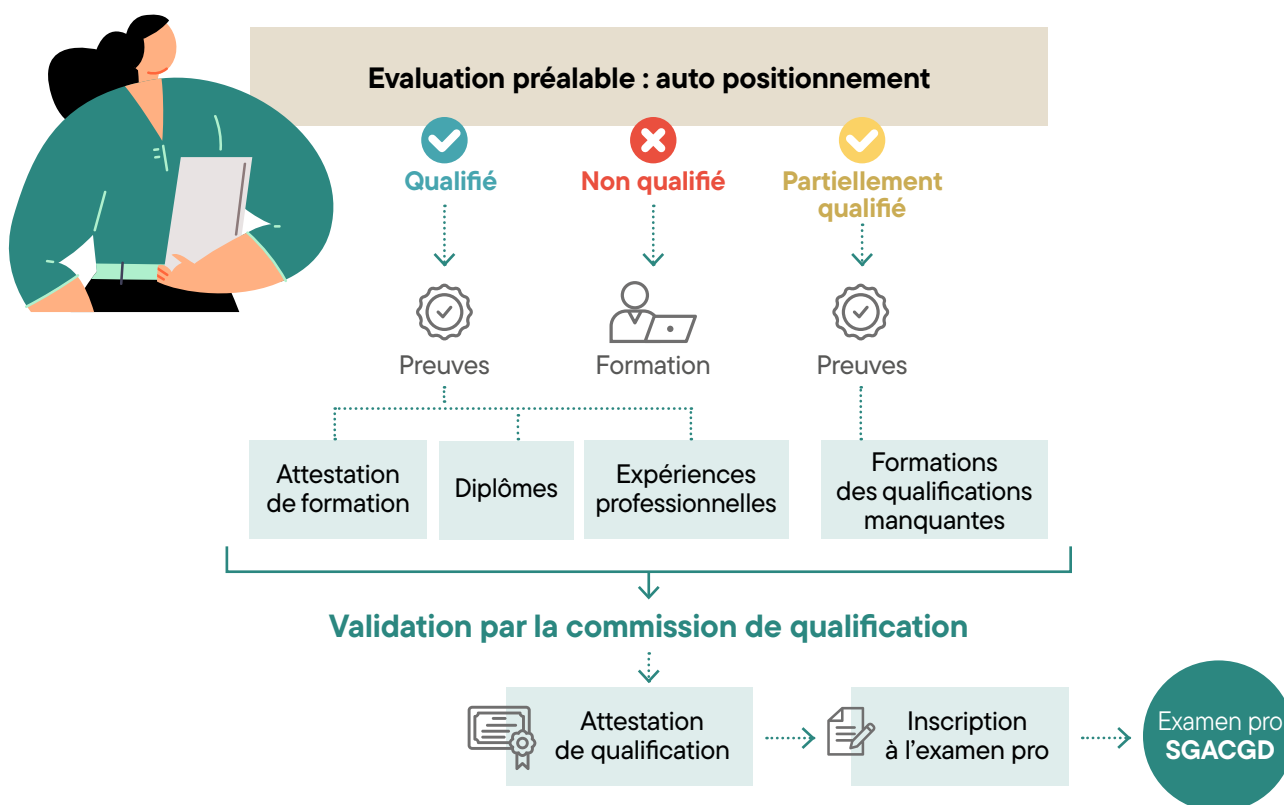 Evaluation préalable : auto positionnement
Qualifié
Non qualifié
Partiellement
qualifié
Preuves
Formation
Preuves
Attestation
de formation
Diplômes
Expériences
professionnelles
Formations
des qualifications
manquantes
Validation par la commission de qualification
Attestation
de qualification
Inscription
à l'examen pro
Examen pro
SGACGD